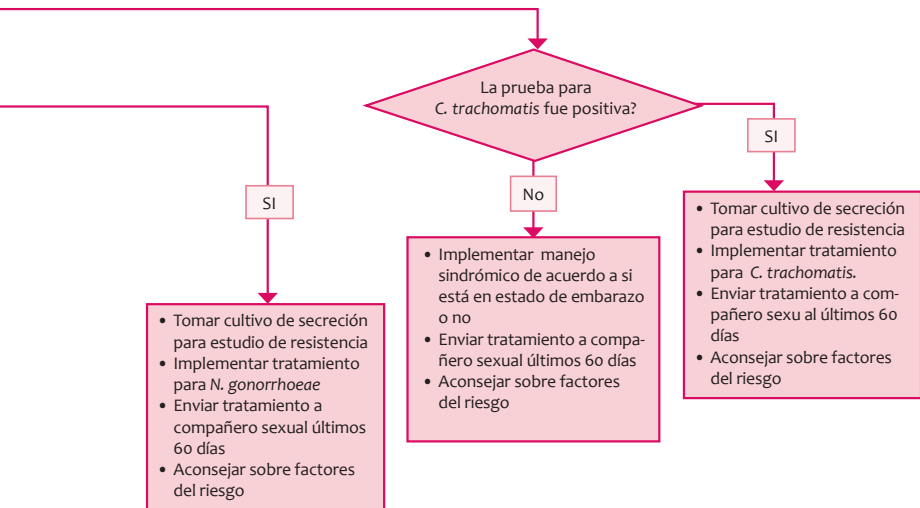 La prueba para
C. trachomatis fue positiva?
SI
No
SI
• Tomar cultivo de secreción
para estudio de resistencia
• Implementar tratamiento
para C. trachomatis.
• Enviar tratamiento a com-
pañero sexu al últimos 60
días
• Aconsejar sobre factores
del riesgo
• Implementar manejo
sindrómico de acuerdo a si
está en estado de embarazo
o no
• Enviar tratamiento a compa-
ñero sexual últimos 60 días
• Aconsejar sobre factores
del riesgo
• Tomar cultivo de secreción
para estudio de resistencia
• Implementar tratamiento
para N. gonorrhoeae
• Enviar tratamiento a
compañero sexual últimos
60 días
• Aconsejar sobre factores
del riesgo